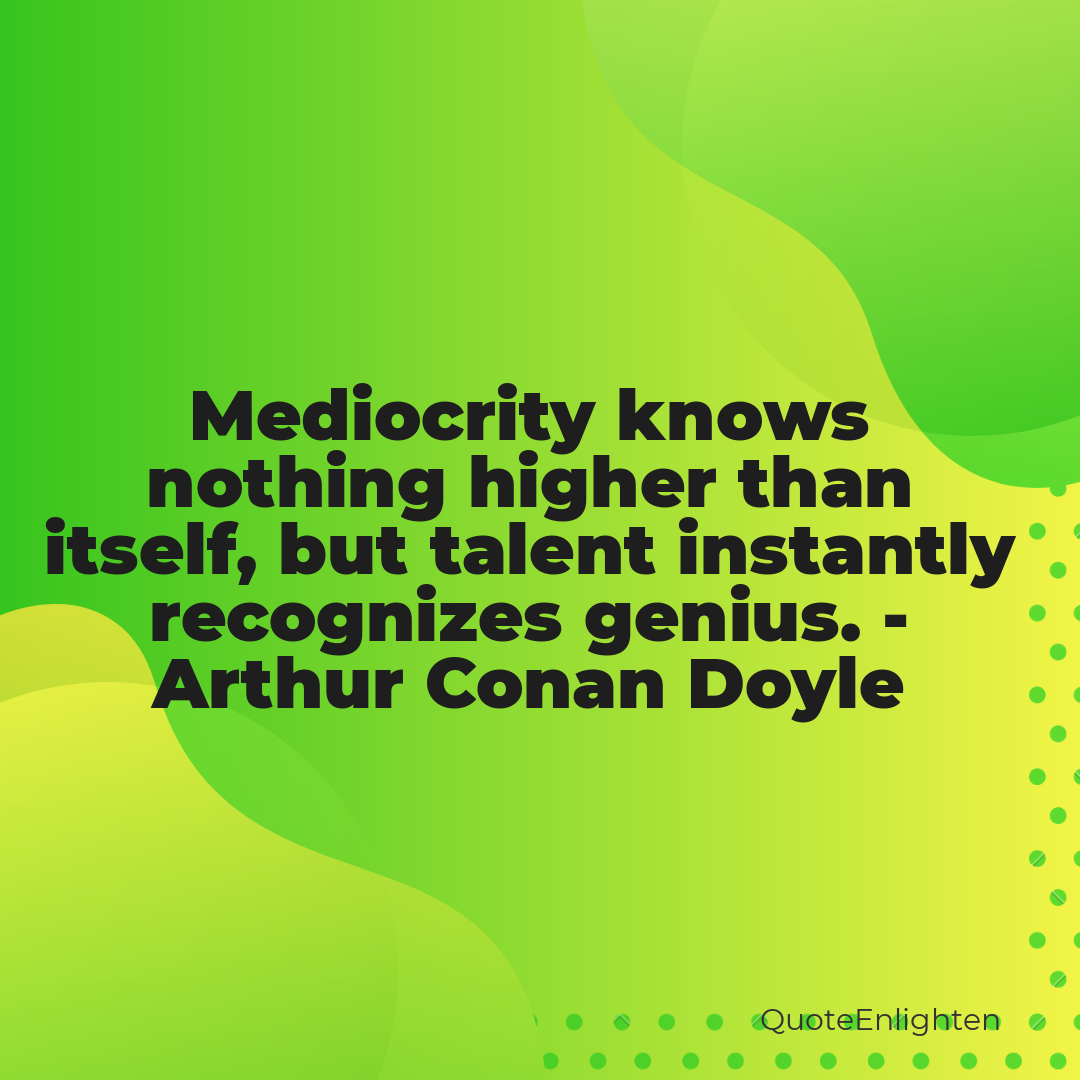 Mediocrity knows
nothing higher than
itself, but talent instantly
recognizes genius. -
Arthur Conan Doyle
QuoteEnlighten